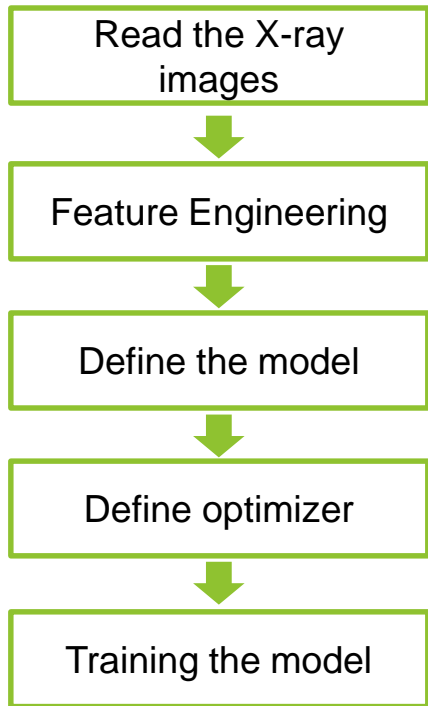 Read the X-ray
images
Feature Engineering
Define the model
Define optimizer
Training the model